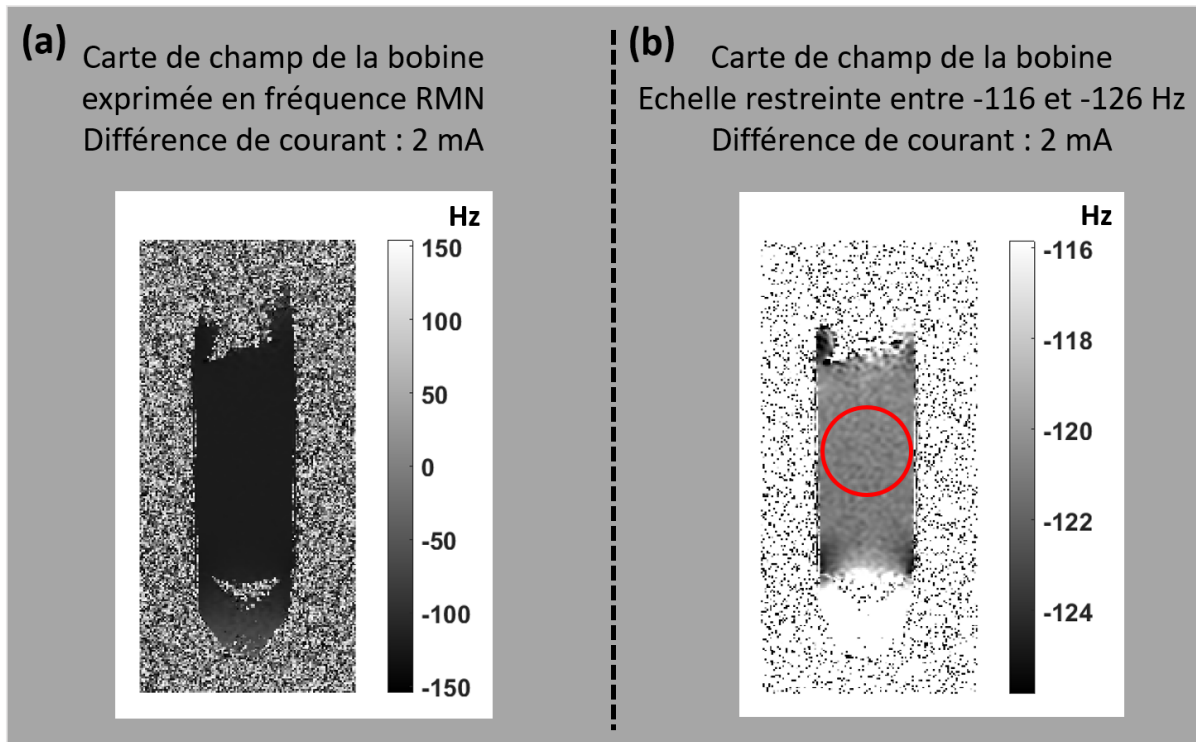 (a)
Carte de champ de la bobine
exprimée en fréquence RMN
Différence de courant : 2 mA
Hz
150
100
50
0
-50
-100
-150
(b)
Carte de champ de la bobine
Echelle restreinte entre -116 et -126 Hz
Différence de courant : 2 mA
Hz
-116
-118
-120
-122
-124